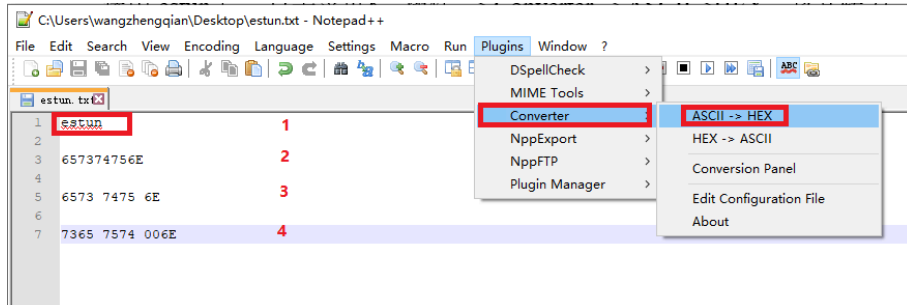 C:\Users\wangzhengqian\Desktop\estun.txt - Notepad++
File Edit Search View Encoding Language Settings Macro Run Plugins Window ?
ABC
estun.txt
1 estun 1
2
3 657374756E 2
4
5 6573 7475 6E 3
6
7 7365 7574 006E 4
DSpellCheck >
MIME Tools >
Converter
NppExport >
NppFTP >
Plugin Manager >
ASCII -> HEX
HEX -> ASCII
Conversion Panel
Edit Configuration File
About